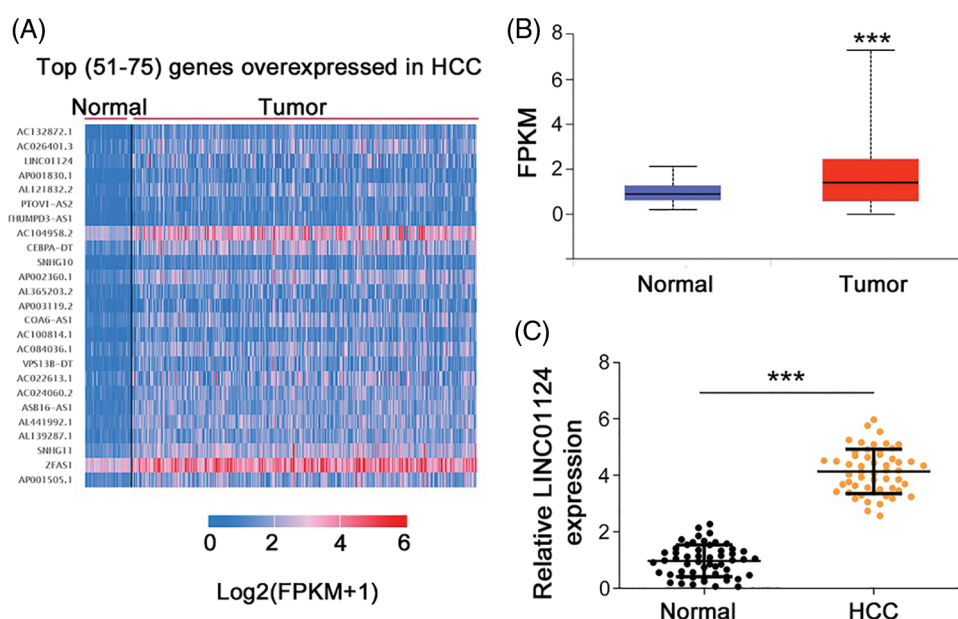 (A)
Top (51-75) genes overexpressed in HCC
Normal Tumor
AC132872.1
AC026401.3
LINC01124
AP001830.1
AL121832.2
PTOV1-AS2
THUMPD3-AS1
AC104958.2
CEBPA-DT
SNHG10
AP002360.1
AL365203.2
AP003119.2
COA6-AS1
AC100814.1
AC084036.1
VPS13B-DT
AC022613.1
AC024060.2
ASB16-AS1
AL441992.1
AL139287.1
SNHG11
ZFAS1
AP001505.1
0 2 4 6
Log2(FPKM+1)
(B)
FPKM
8
6
4
2
0
***
Normal Tumor
(C)
Relative LINC01124
expression
8
6
4
2
0
***
Normal HCC